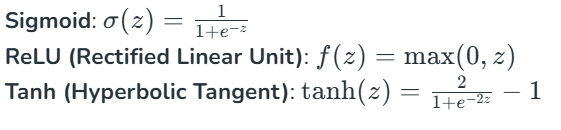 Sigmoid: σ(z) = 1/(1+e^{-z})
ReLU (Rectified Linear Unit): f(z) = max(0, z)
Tanh (Hyperbolic Tangent): tanh(z) = 2/(1+e^{-2z}) − 1